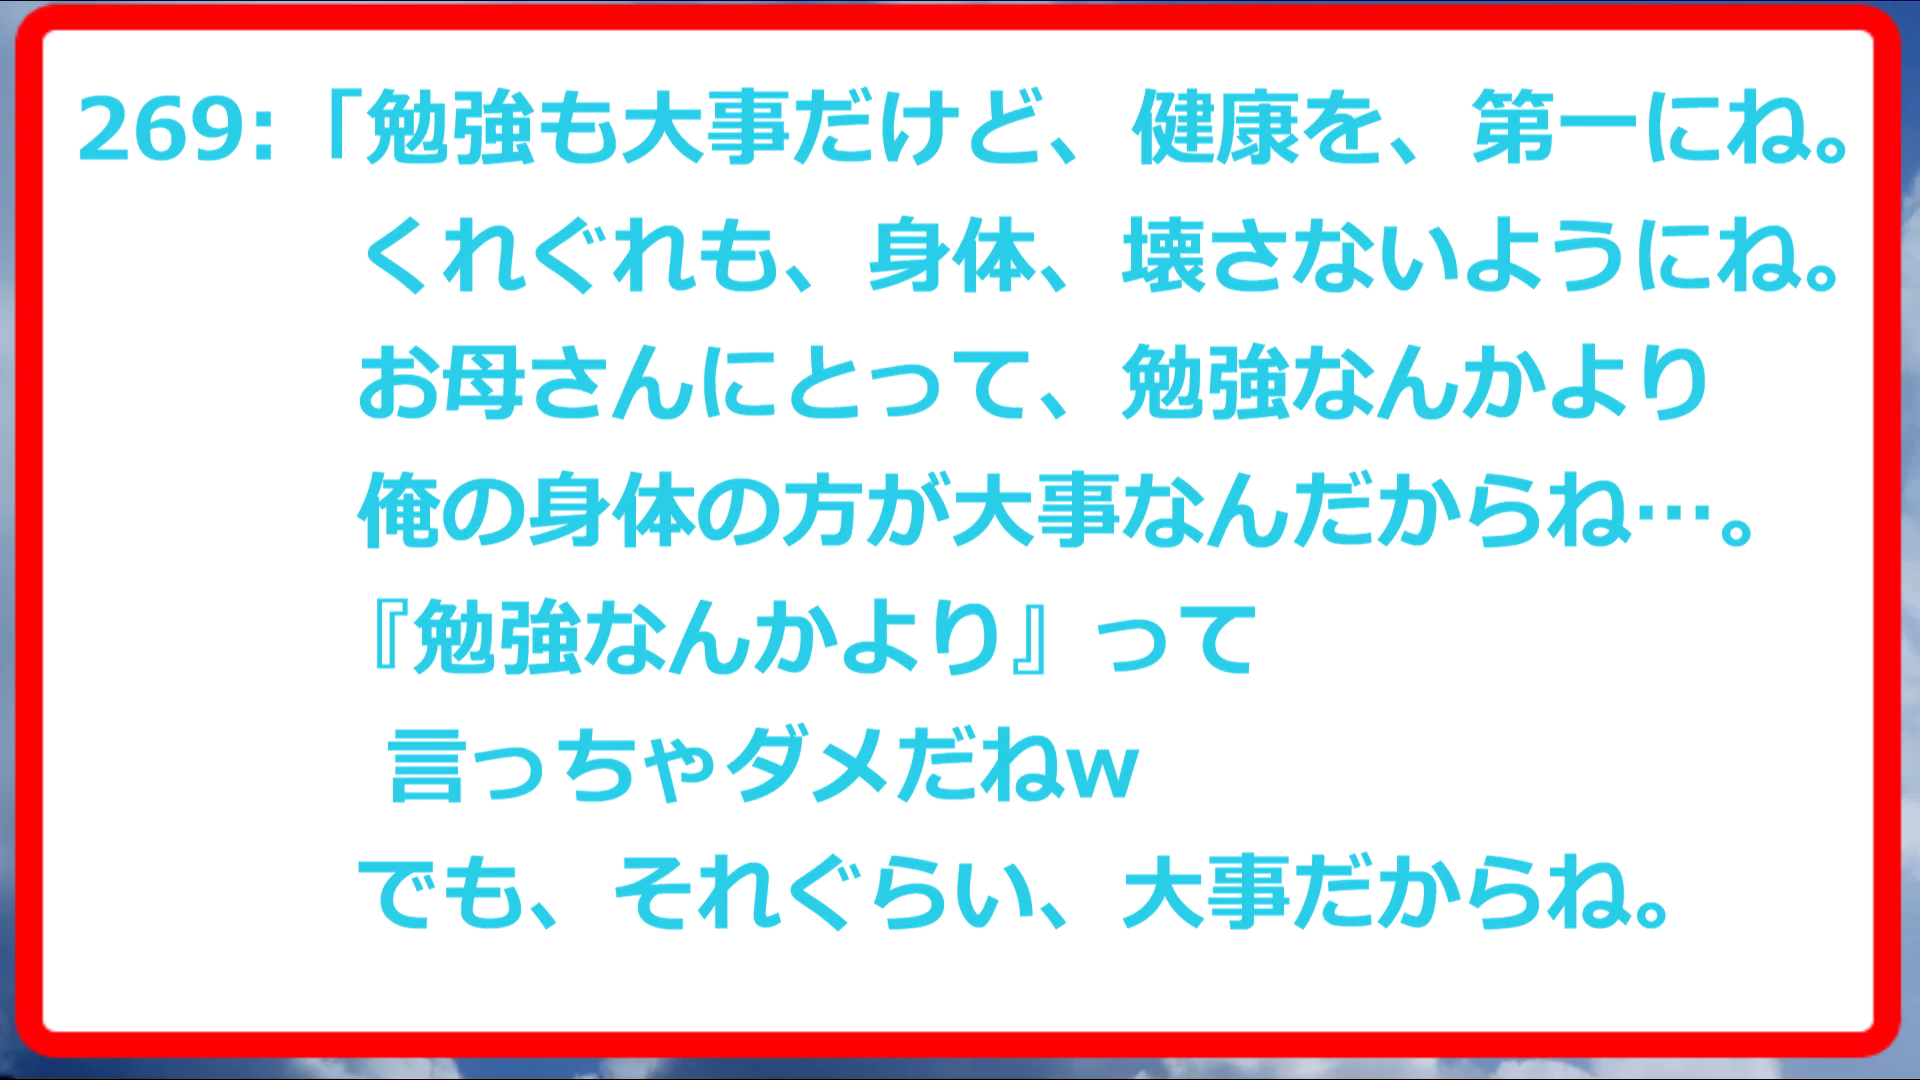 269:「勉強も大事だけど、健康を、第一にね。
くれぐれも、身体、壊さないようにね。
お母さんにとって、勉強なんかより
俺の身体の方が大事なんだからね…。
『勉強なんかより』って
言っちゃダメだねw
でも、それぐらい、大事だからね。